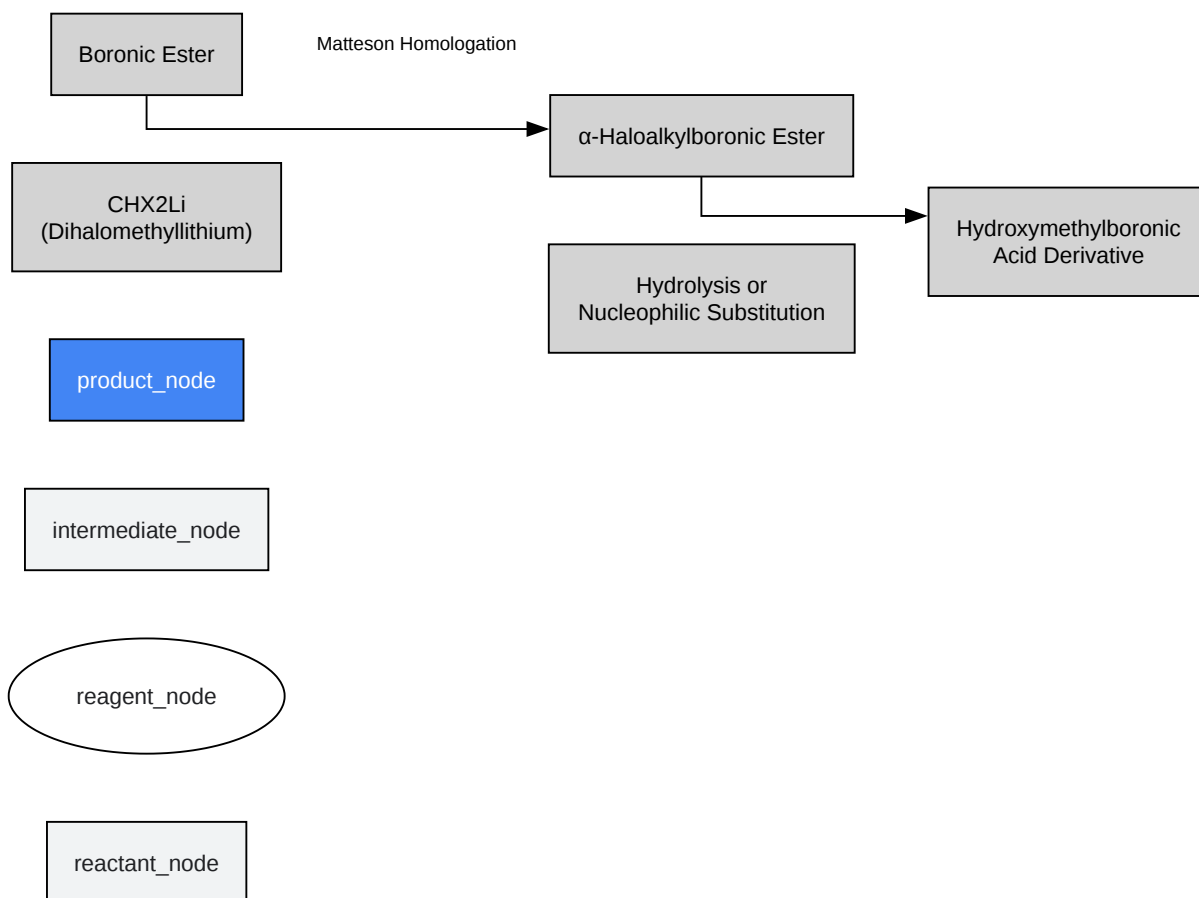 Boronic Ester
Matteson Homologation
α-Haloalkylboronic Ester
CHX2Li
(Dihalomethyllithium)
Hydroxymethylboronic
Acid Derivative
Hydrolysis or
Nucleophilic Substitution
product_node
intermediate_node
reagent_node
reactant_node